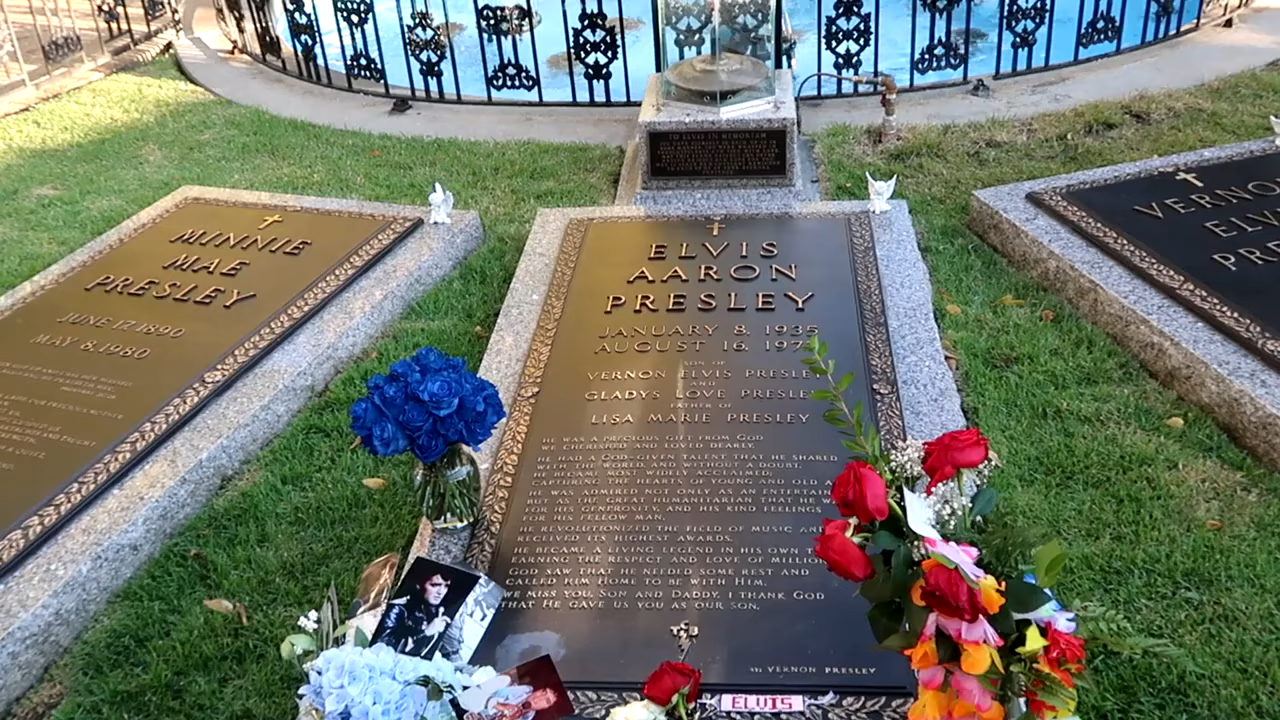 TO ELVIS IN MEMORIAM
MINNIE
MAE
PRESLEY
JUNE 17, 1890
MAY 8, 1980
ELVIS
AARON
PRESLEY
JANUARY 8, 1935
AUGUST 16, 197
SON OF
VERNON ELVIS PRESLEY
AND
GLADYS LOVE PRESLE
FATHER OF
LISA MARIE PRESLEY
HE WAS A PRECIOUS GIFT FROM GOD
WE CHERISHED AND LOVED DEARLY.
HE HAD A GOD-GIVEN TALENT THAT HE SHARED
WITH THE WORLD. AND WITHOUT A DOUBT,
HE BECAME MOST WIDELY ACCLAIMED;
CAPTURING THE HEARTS OF YOUNG AND OLD A
HE WAS ADMIRED NOT ONLY AS AN ENTERTAIN
BUT AS THE GREAT HUMANITARIAN THAT HE W
FOR HIS GENEROSITY, AND HIS KIND FEELINGS
FOR HIS FELLOW MAN.
HE REVOLUTIONIZED THE FIELD OF MUSIC AND
RECEIVED ITS HIGHEST AWARDS.
HE BECAME A LIVING LEGEND IN HIS OWN T
EARNING THE RESPECT AND LOVE OF MILLION
GOD SAW THAT HE NEEDED SOME REST AND
CALLED HIM HOME TO BE WITH HIM.
WE MISS YOU, SON AND DADDY. I THANK GOD
THAT HE GAVE US YOU AS OUR SON.
TCB
BY VERNON PRESLEY
ELVIS
VERNO
ELV
PRE